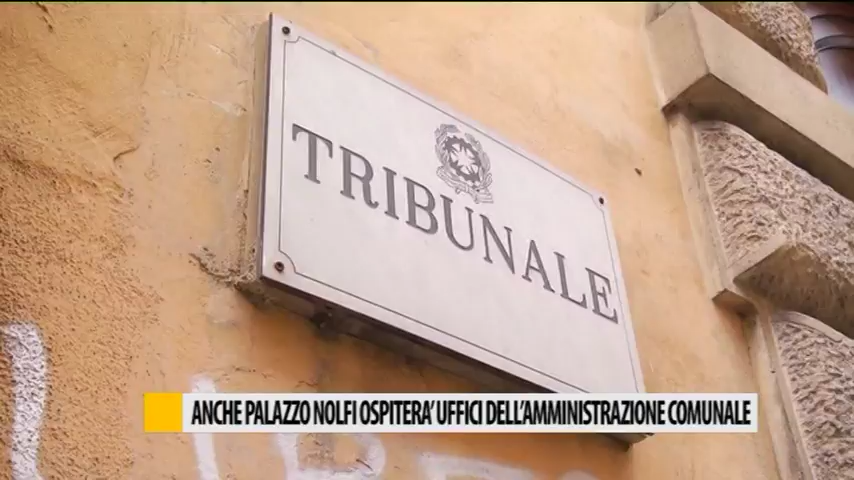 TRIBUNALE
ANCHE PALAZZO NOLFI OSPITERA' UFFICI DELL'AMMINISTRAZIONE COMUNALE